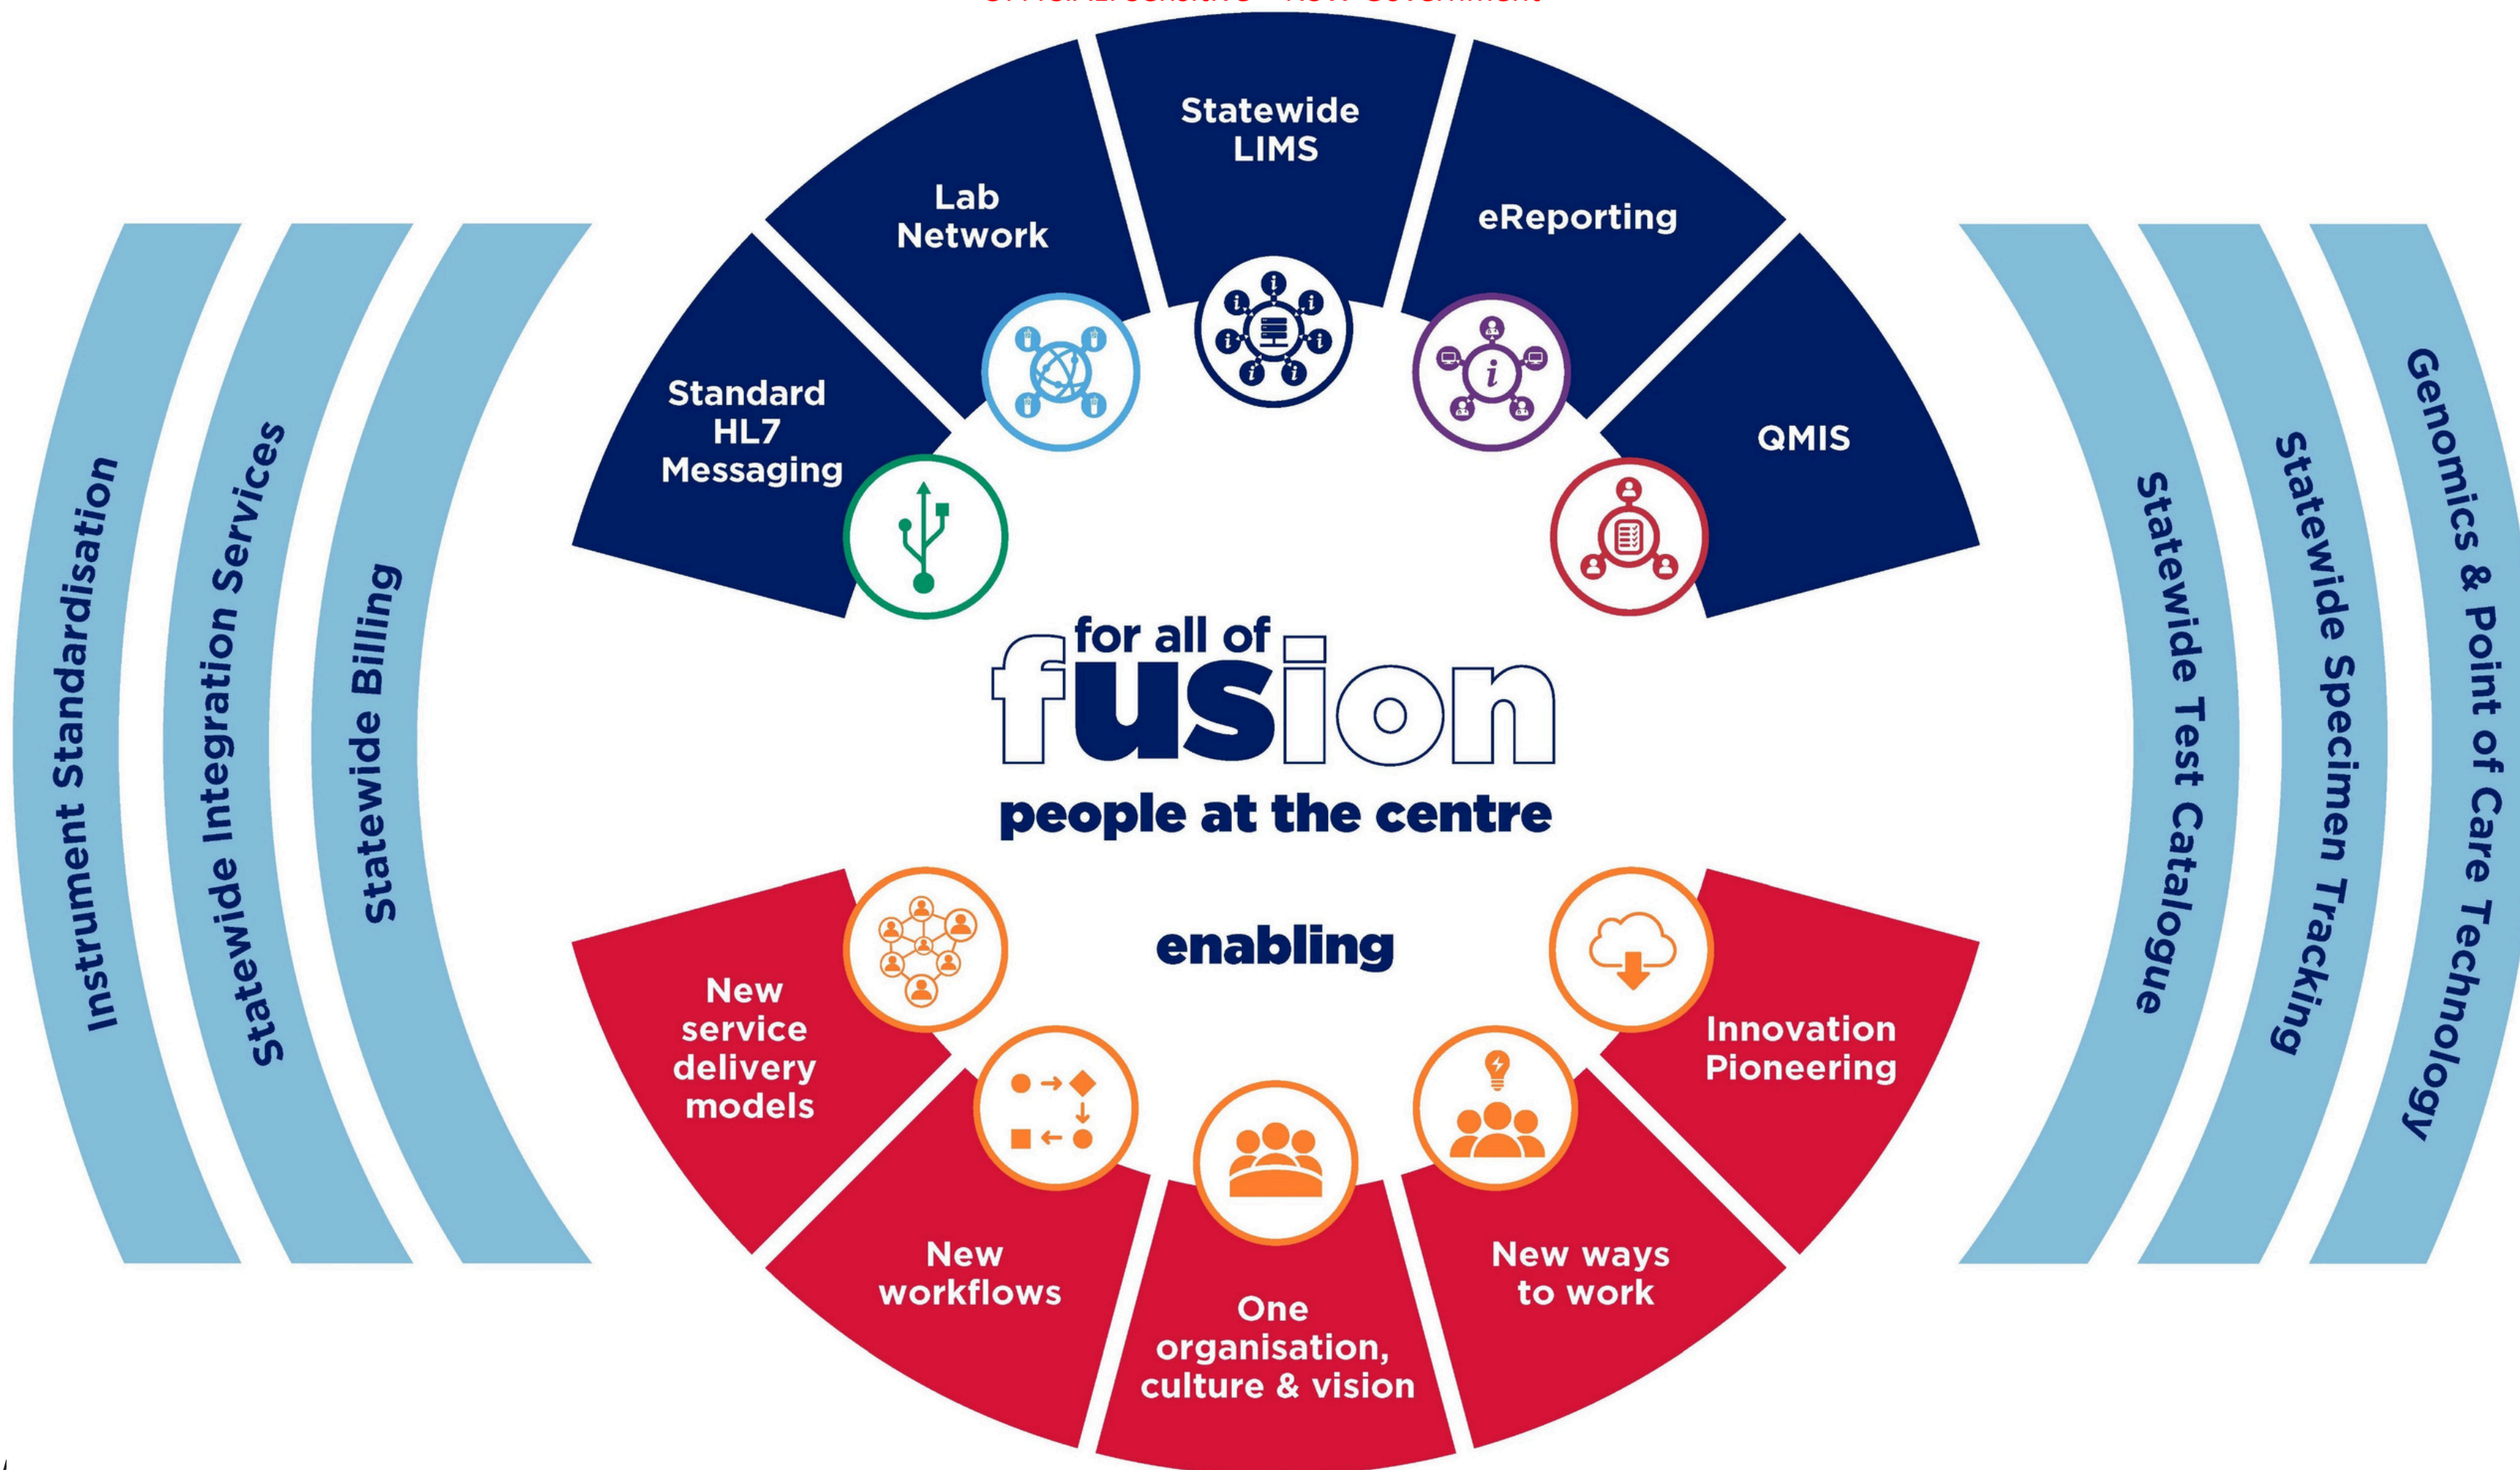 Statewide
LIMS
Lab
Network
eReporting
Standard
HL7
Messaging
QMIS
Instrument Standardisation
Statewide Integration Services
Statewide Billing
for all of
fusion
people at the centre
enabling
Statewide Test Catalogue
Statewide Specimen Tracking
Genomics & Point of Care Technology
New
service
delivery
models
New
workflows
One
organisation,
culture & vision
New ways
to work
Innovation
Pioneering